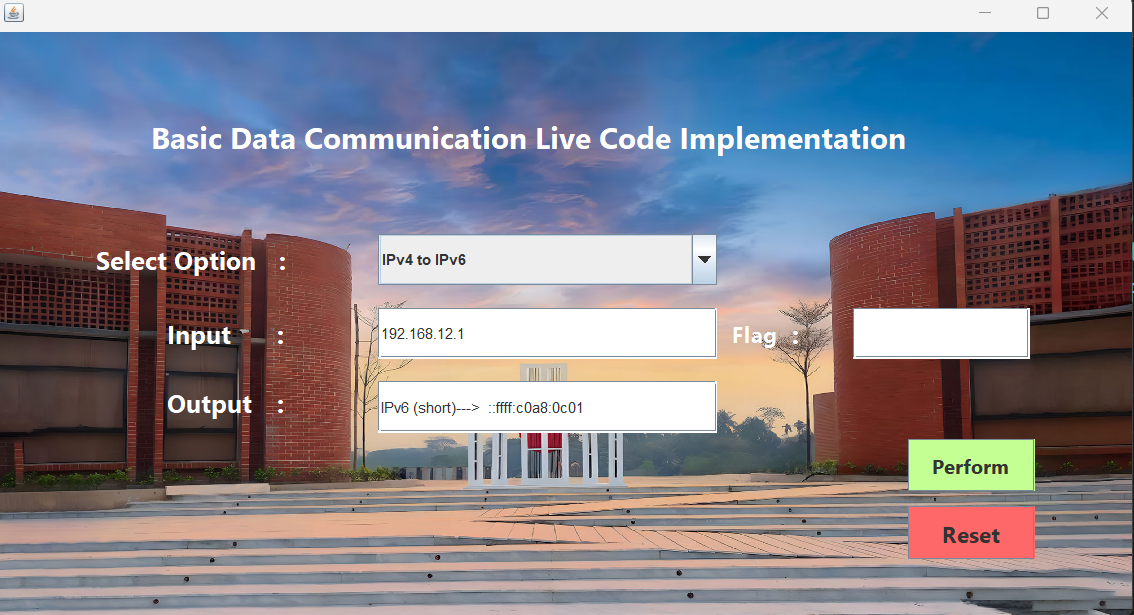 Basic Data Communication Live Code Implementation
Select Option :
IPv4 to IPv6
Input :
192.168.12.1
Flag :
Output :
IPv6 (short)---> ::ffff:c0a8:0c01
Perform
Reset